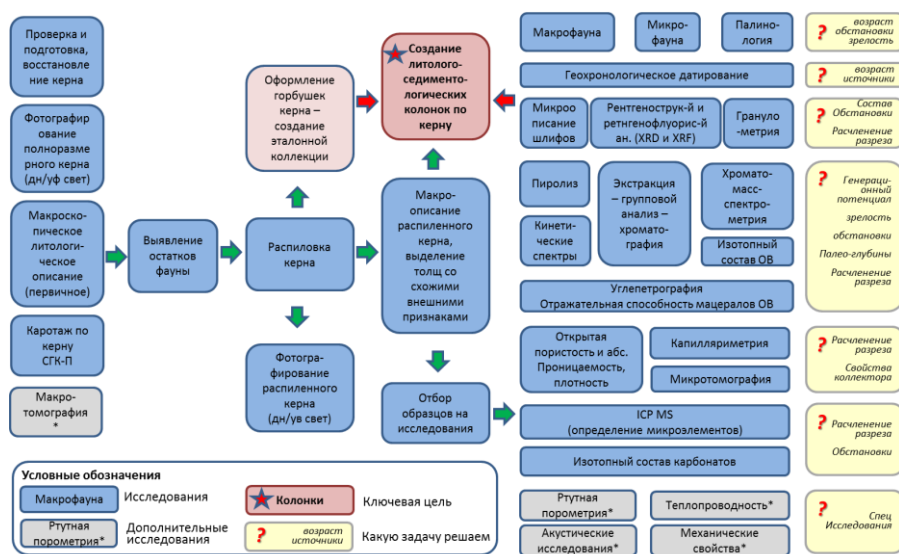 Проверка и
подготовка,
восстановле
ние керна
Фотографир
ование
полноразме
рного керна
(дн/уф свет)
Макроско-
пическое
литологи-
ческое
описание
(первичное)
Каротаж по
керну
СГК-П
Макро-
томография
*
Выявление
остатков
фауны
Оформление
горбушек
керна –
создание
эталонной
коллекции
Распиловка
керна
Фотогра-
фирование
распиленного
керна
(дн/ув свет)
Создание
литолого-
седименто-
логических
колонок по
керну
Макро-
описание
распиленного
керна,
выделение
толщ со
схожими
внешними
признаками
Отбор
образцов на
исследования
Макрофауна
Микро-
фауна
Палино-
логия
? возраст
обстановки
зрелость
Геохронологическое датирование
? возраст
источники
Микроо
писание
шлифов
Рентгенострук-й и
ретнгенофлуорис-й
ан. (XRD и XRF)
Грануло
-метрия
? Состав
Обстановки
Расчленение
разреза
Пиролиз
Кинети-
ческие
спектры
Экстракция
– групповой
анализ –
хромато-
графия
Хромато-
масс-
спектро-
метрия
Изотопный
состав ОВ
Углепетрография
Отражательная способность мацералов ОВ
? Генераци-
онный
потенциал
зрелость
обстановки
Палео-глубины
Расчленение
разреза
Открытая
пористость и абс.
Проницаемость,
плотность
Капилляриметрия
Микротомография
? Расчленение
разреза
Свойства
коллектора
ICP MS
(определение микроэлементов)
Изотопный состав карбонатов
? Расчленение
разреза
Обстановки
Ртутная
порометрия*
Теплопроводность*
Акустические
исследования*
Механические
свойства*
? Спец
Исследования
Условные обозначения
Макрофауна
Исследования
Колонки
Ключевая цель
Ртутная
порометрия*
Дополнительные
исследования
? возраст
источники
Какую задачу решаем